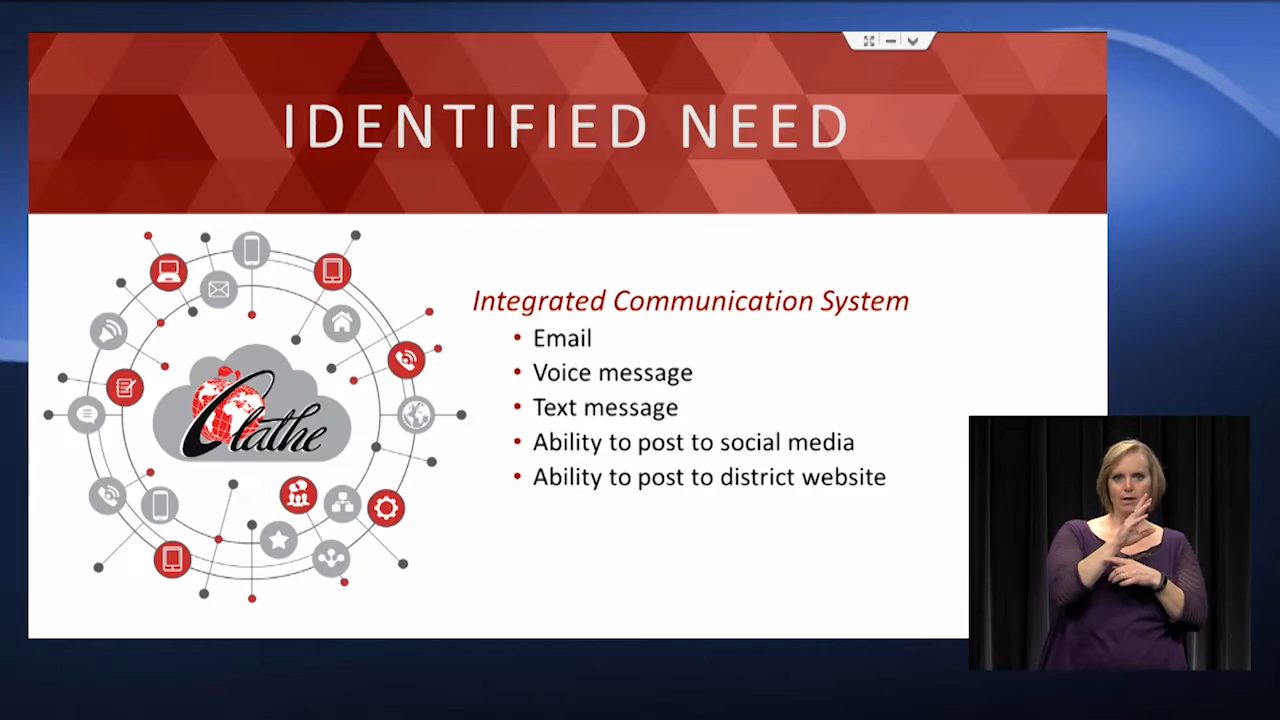 IDENTIFIED NEED
Integrated Communication System
• Email
• Voice message
• Text message
• Ability to post to social media
• Ability to post to district website
Olathe